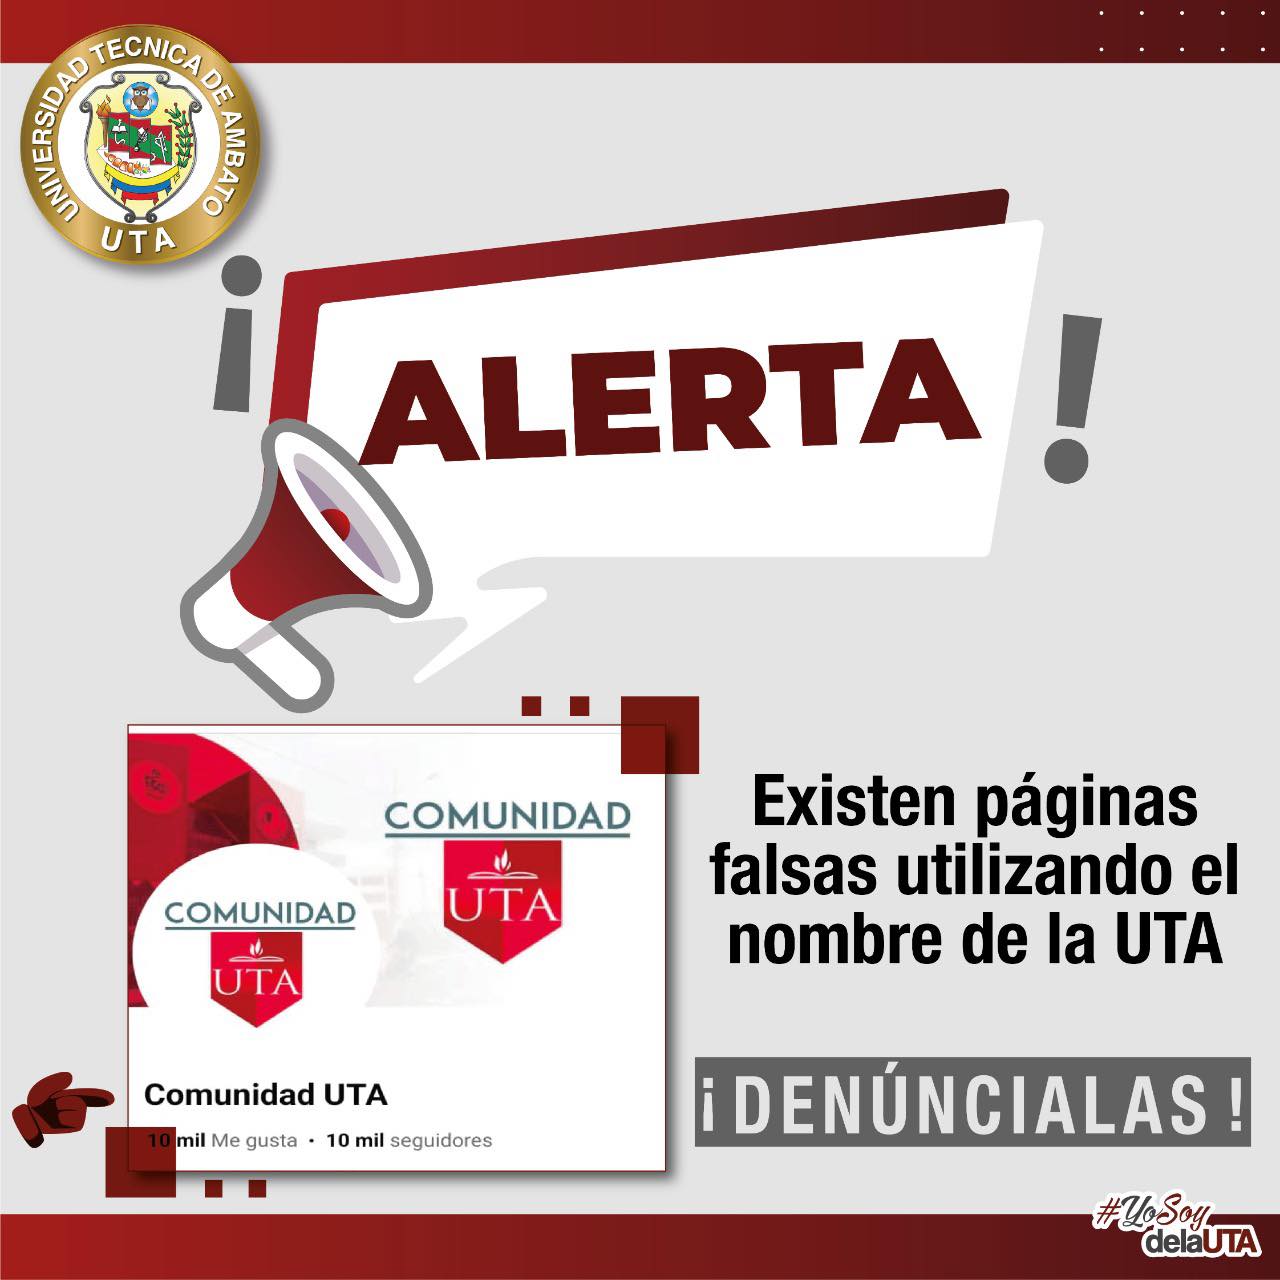 UNIVERSIDAD TECNICA DE AMBATO
UTA
¡ALERTA!
COMUNIDAD
UTA
COMUNIDAD
UTA
Comunidad UTA
10 mil Me gusta • 10 mil seguidores
Existen páginas
falsas utilizando el
nombre de la UTA
¡DENÚNCIALAS!
#YoSoy
delaUTA